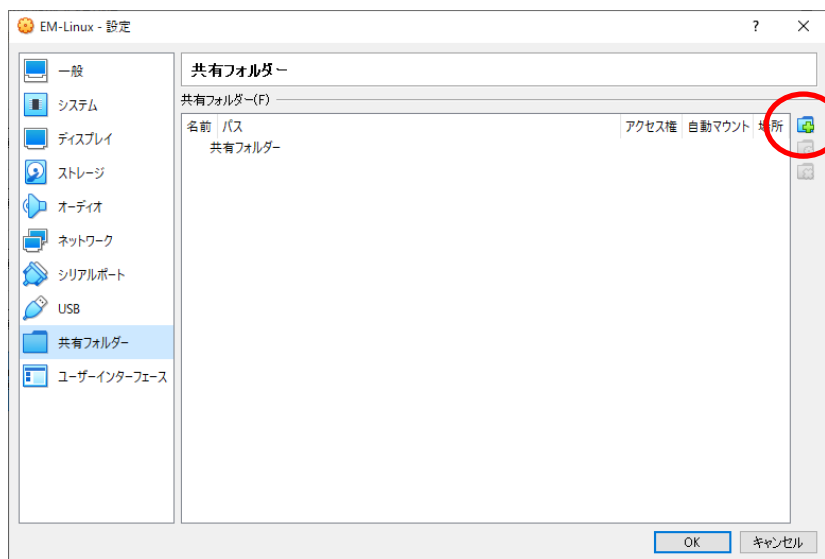 EM-Linux - 設定
?
一般
システム
ディスプレイ
ストレージ
オーディオ
ネットワーク
シリアルポート
USB
共有フォルダー
ユーザーインターフェース
共有フォルダー
共有フォルダー(F)
名前 パス アクセス権 自動マウント 場所
共有フォルダー
OK キャンセル